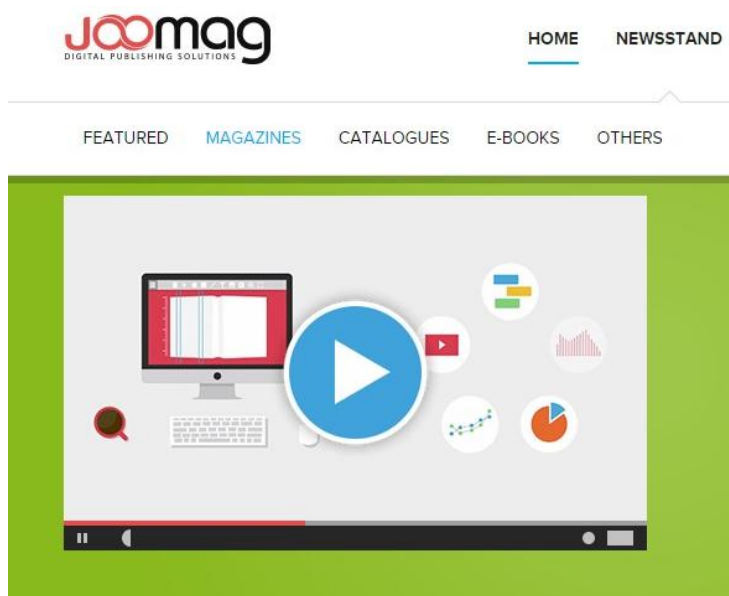 Joomag
DIGITAL PUBLISHING SOLUTIONS
HOME NEWSSTAND
FEATURED MAGAZINES CATALOGUES E-BOOKS OTHERS